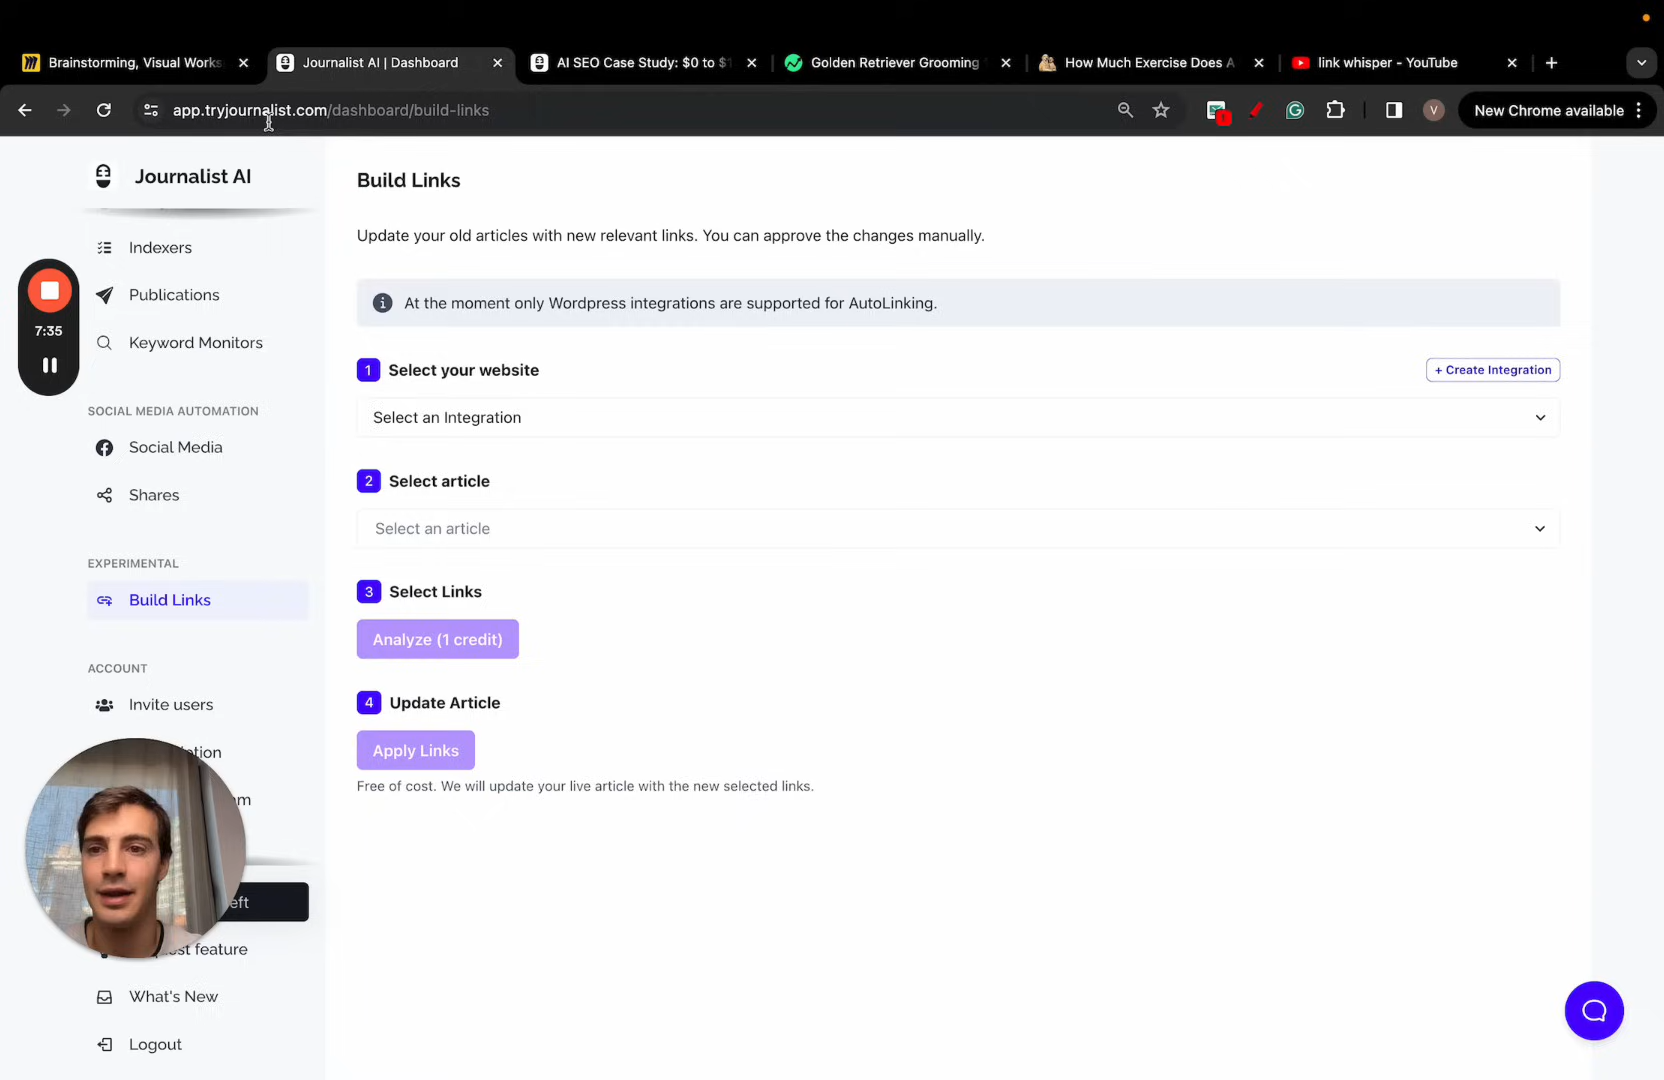 Brainstorming, Visual Works
Journalist AI | Dashboard
AI SEO Case Study: $0 to $1
Golden Retriever Grooming
How Much Exercise Does A
link whisper - YouTube
app.tryjournalist.com/dashboard/build-links
New Chrome available
Journalist AI
Indexers
Publications
Keyword Monitors
7:35
SOCIAL MEDIA AUTOMATION
Social Media
Shares
EXPERIMENTAL
Build Links
ACCOUNT
Invite users
What's New
Logout
Build Links
Update your old articles with new relevant links. You can approve the changes manually.
At the moment only Wordpress integrations are supported for AutoLinking.
1 Select your website
+ Create Integration
Select an Integration
2 Select article
Select an article
3 Select Links
Analyze (1 credit)
4 Update Article
Apply Links
Free of cost. We will update your live article with the new selected links.
feature
V